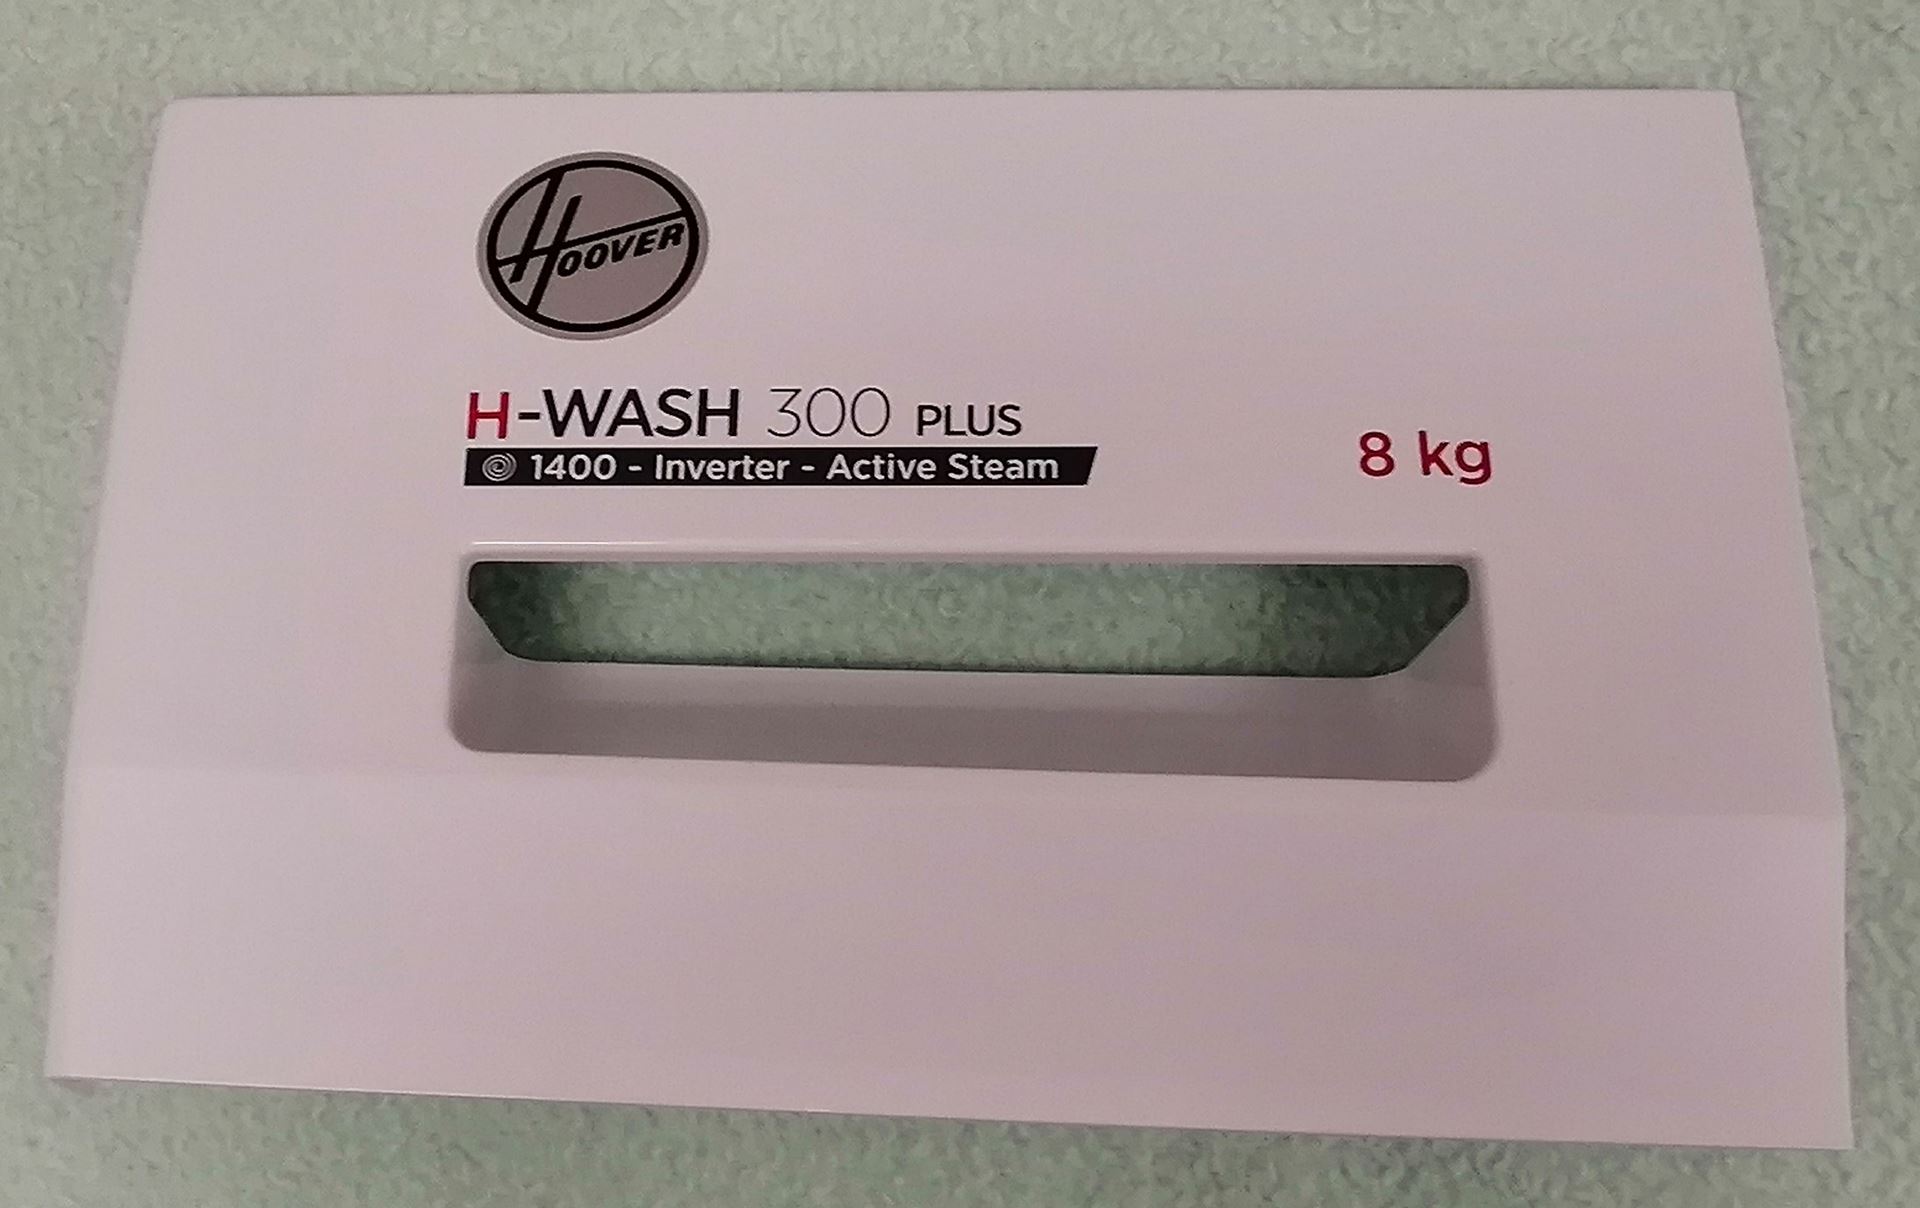 HOOVER
H-WASH 300 PLUS
1400 - Inverter - Active Steam
8 kg